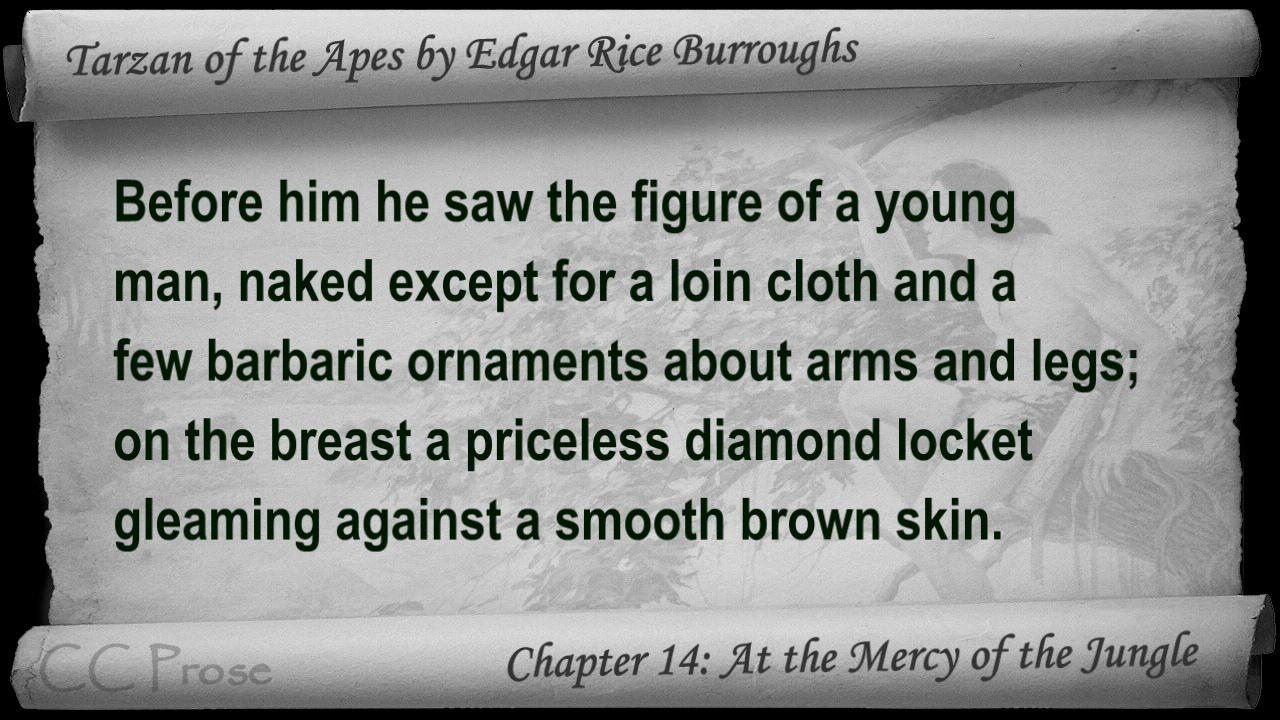 Tarzan of the Apes by Edgar Rice Burroughs
Before him he saw the figure of a young
man, naked except for a loin cloth and a
few barbaric ornaments about arms and legs;
on the breast a priceless diamond locket
gleaming against a smooth brown skin.
CC Prose
Chapter 14: At the Mercy of the Jungle